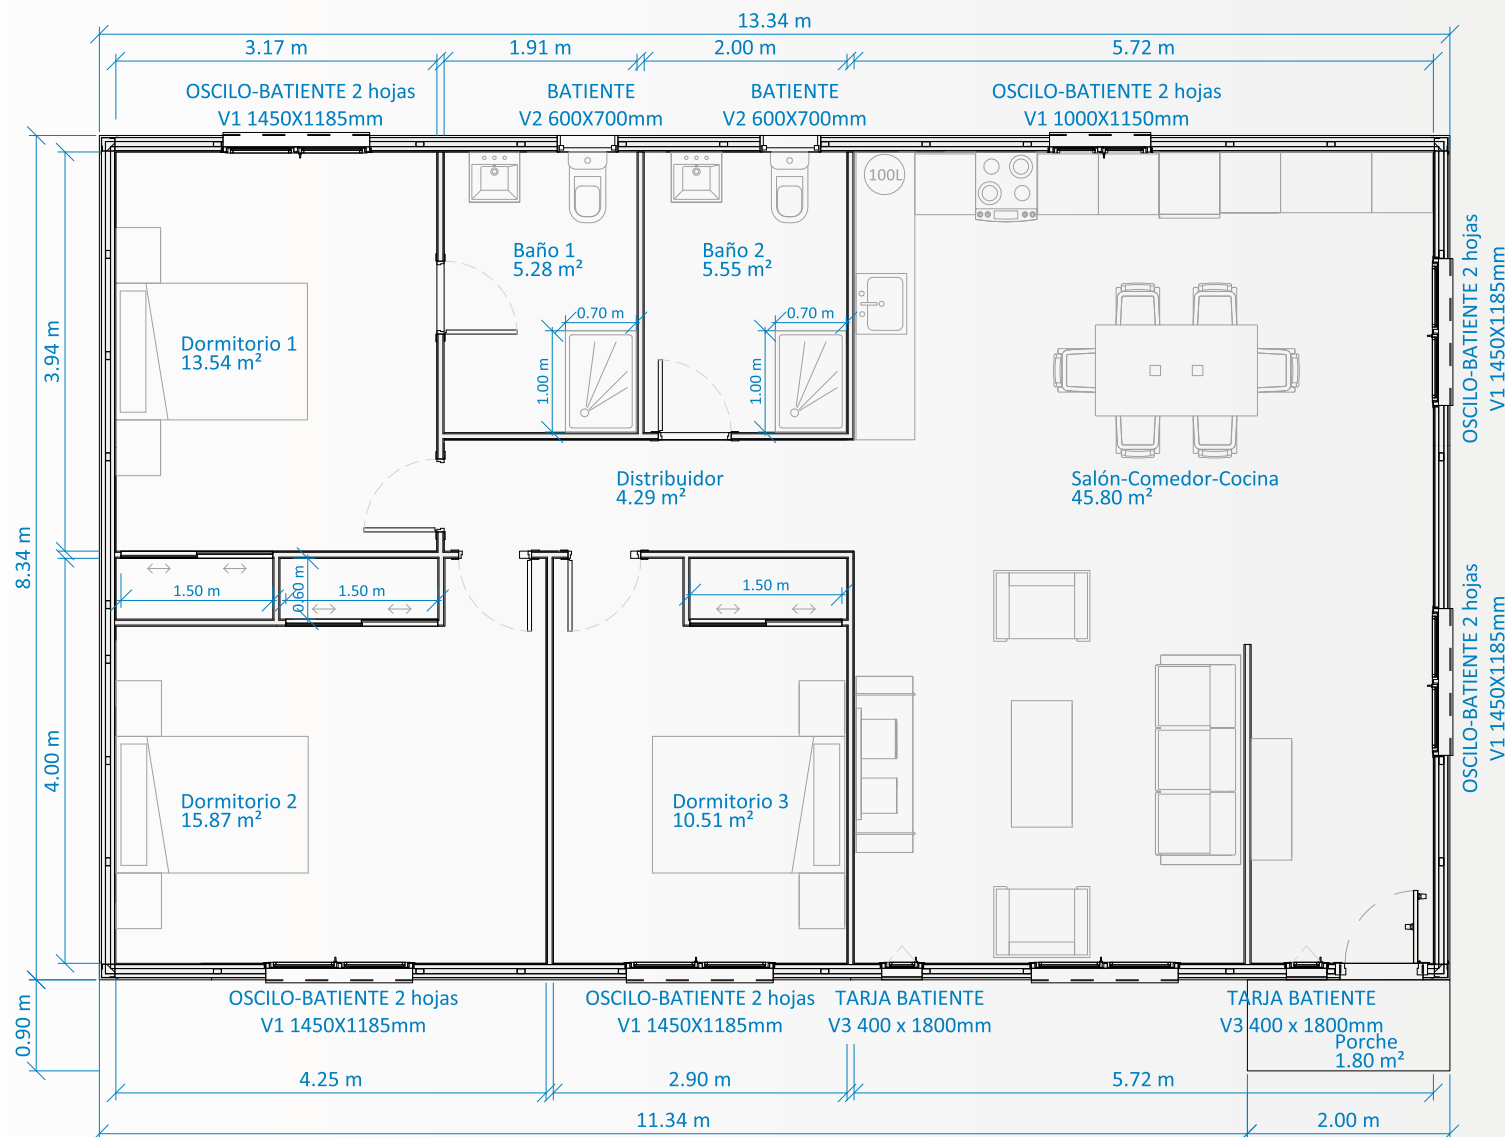 13.34 m
3.17 m
1.91 m
2.00 m
5.72 m
OSCILO-BATIENTE 2 hojas
V1 1450X1185mm
BATIENTE
V2 600X700mm
BATIENTE
V2 600X700mm
OSCILO-BATIENTE 2 hojas
V1 1000X1150mm
100L
Baño 1
5.28 m²
Baño 2
5.55 m²
0.70 m
1.00 m
0.70 m
1.00 m
Dormitorio 1
13.54 m²
3.94 m
8.34 m
OSCILO-BATIENTE 2 hojas
V1 1450X1185mm
Distribuidor
4.29 m²
Salón-Comedor-Cocina
45.80 m²
1.50 m
0.60 m
1.50 m
1.50 m
OSCILO-BATIENTE 2 hojas
V1 1450X1185mm
4.00 m
Dormitorio 2
15.87 m²
Dormitorio 3
10.51 m²
0.90 m
OSCILO-BATIENTE 2 hojas
V1 1450X1185mm
OSCILO-BATIENTE 2 hojas
V1 1450X1185mm
TARJA BATIENTE
V3 400 x 1800mm
TARJA BATIENTE
V3 400 x 1800mm
Porche
1.80 m²
4.25 m
2.90 m
5.72 m
11.34 m
2.00 m